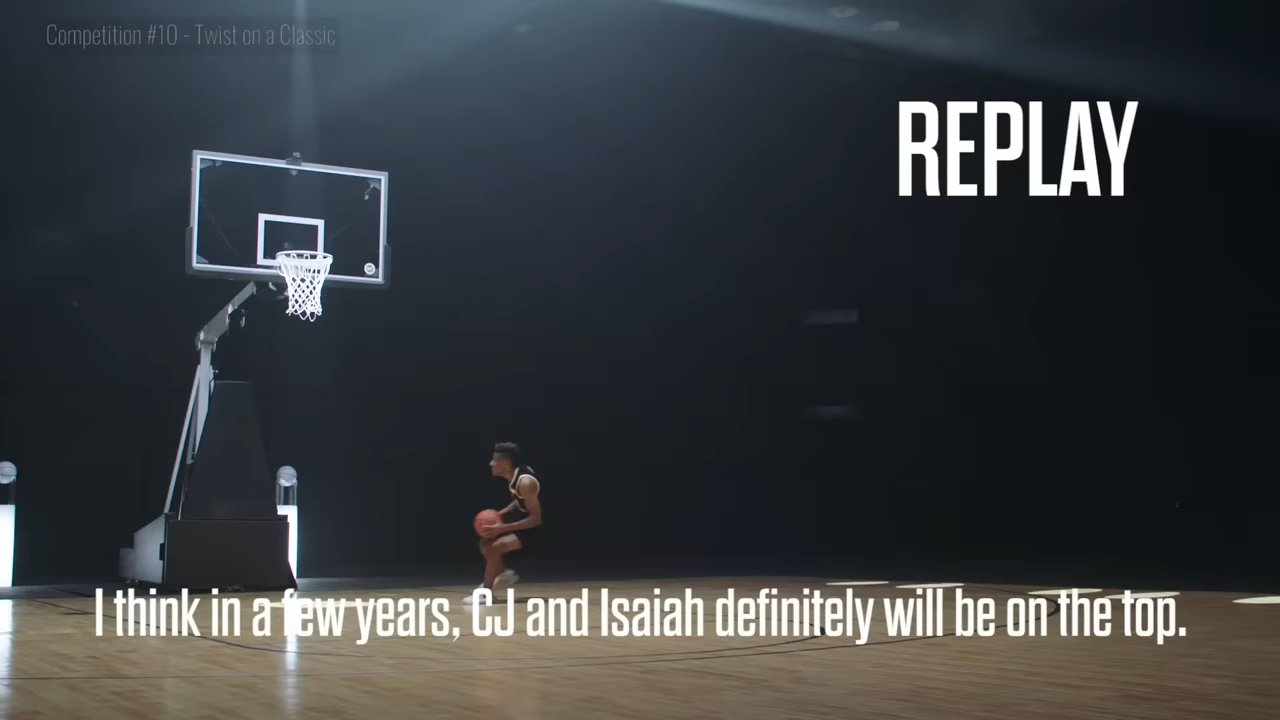 Competition #10 - Twist on a Classic
REPLAY
I think in a few years, CJ and Isaiah definitely will be on the top.